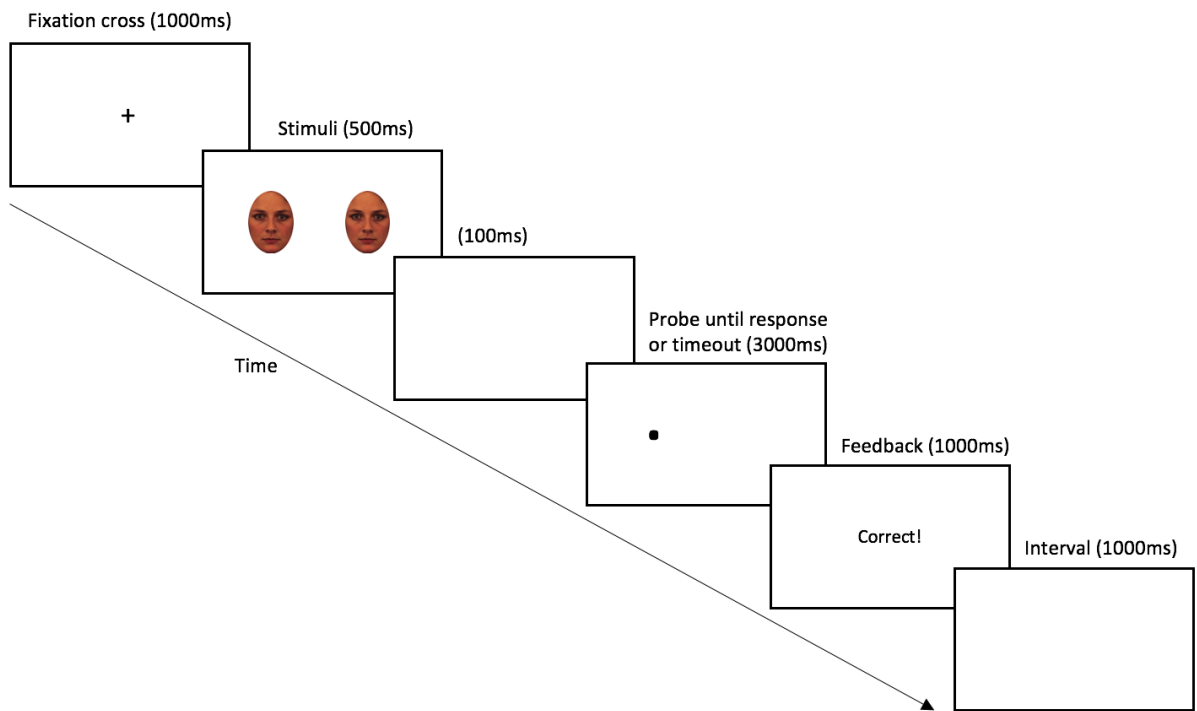 Fixation cross (1000ms)
+
Stimuli (500ms)
(100ms)
Probe until response
or timeout (3000ms)
Time
Feedback (1000ms)
Correct!
Interval (1000ms)